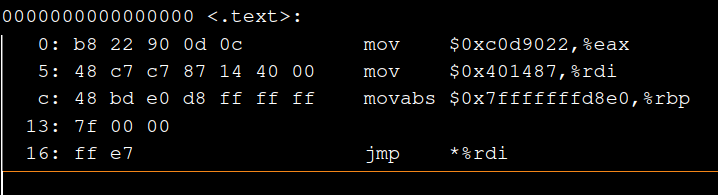 0000000000000000 <.text>:
0: b8 22 90 0d 0c mov $0xc0d9022,%eax
5: 48 c7 c7 87 14 40 00 mov $0x401487,%rdi
c: 48 bd e0 d8 ff ff ff movabs $0x7fffffffd8e0,%rbp
13: 7f 00 00
16: ff e7 jmp *%rdi